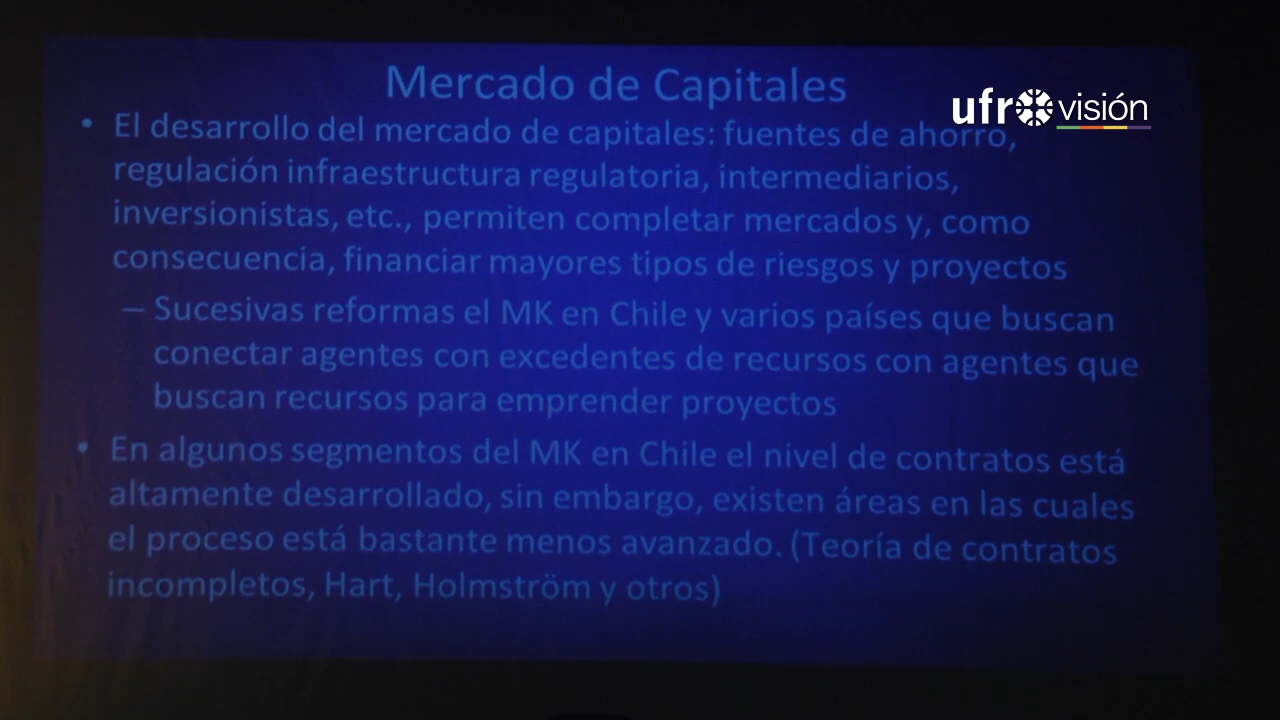 Mercado de Capitales
ufro visión
• El desarrollo del mercado de capitales: fuentes de ahorro,
regulación infraestructura regulatoria, intermediarios,
inversionistas, etc., permiten completar mercados y, como
consecuencia, financiar mayores tipos de riesgos y proyectos
– Sucesivas reformas el MK en Chile y varios países que buscan
conectar agentes con excedentes de recursos con agentes que
buscan recursos para emprender proyectos
• En algunos segmentos del MK en Chile el nivel de contratos está
altamente desarrollado, sin embargo, existen áreas en las cuales
el proceso está bastante menos avanzado. (Teoría de contratos
incompletos, Hart, Holmström y otros)